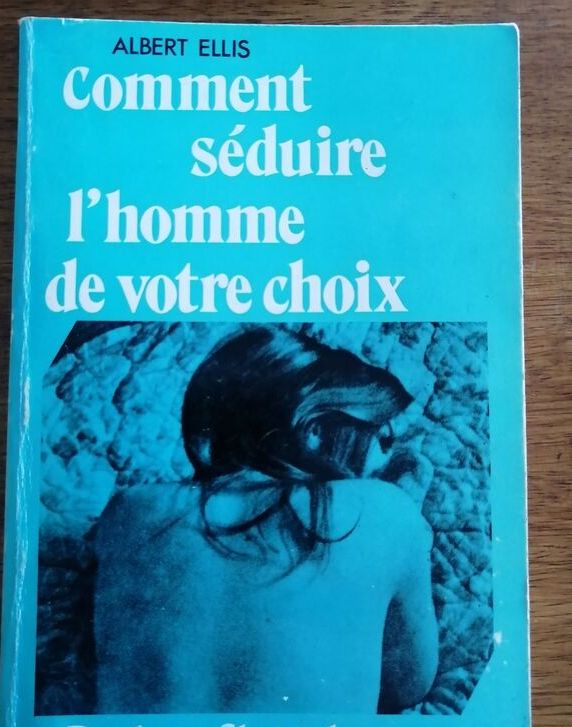 ALBERT ELLIS
Comment
séduire
l'homme
de votre choix